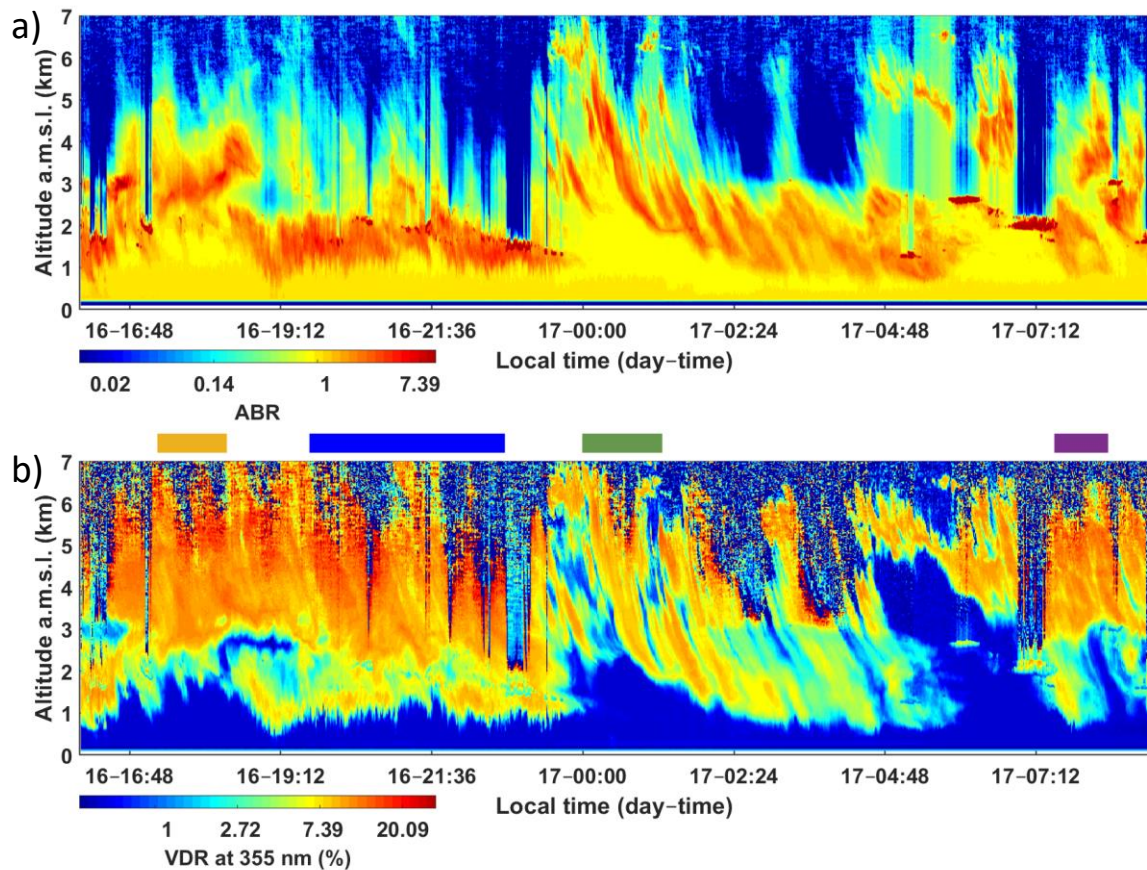 a)
7
6
5
4
3
2
1
0
Altitude a.m.s.l. (km)
16−16:48 16−19:12 16−21:36 17−00:00 17−02:24 17−04:48 17−07:12
Local time (day−time)
0.02 0.14 1 7.39
ABR
b)
7
6
5
4
3
2
1
0
Altitude a.m.s.l. (km)
16−16:48 16−19:12 16−21:36 17−00:00 17−02:24 17−04:48 17−07:12
Local time (day−time)
1 2.72 7.39 20.09
VDR at 355 nm (%)